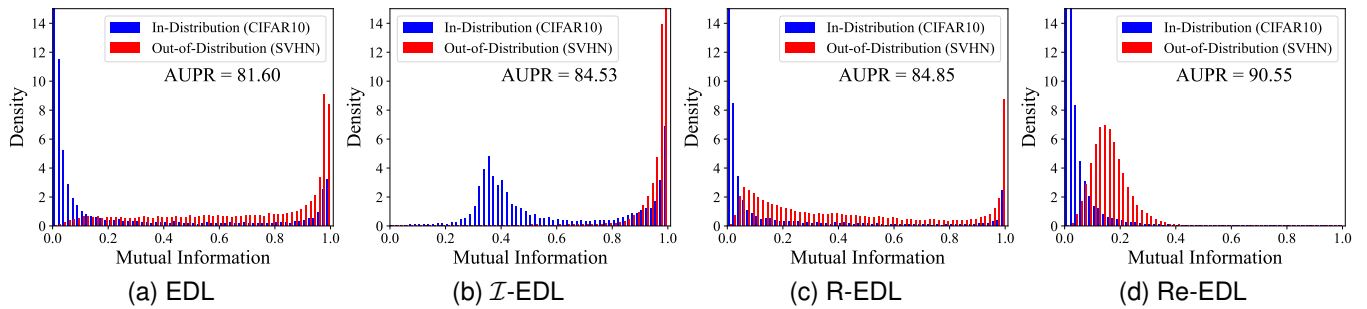 In-Distribution (CIFAR10)
Out-of-Distribution (SVHN)
AUPR = 81.60
Density
14
12
10
8
6
4
2
0
0.0 0.2 0.4 0.6 0.8 1.0
Mutual Information
(a) EDL
In-Distribution (CIFAR10)
Out-of-Distribution (SVHN)
AUPR = 84.53
Density
14
12
10
8
6
4
2
0
0.0 0.2 0.4 0.6 0.8 1.0
Mutual Information
(b) ℐ-EDL
In-Distribution (CIFAR10)
Out-of-Distribution (SVHN)
AUPR = 84.85
Density
14
12
10
8
6
4
2
0
0.0 0.2 0.4 0.6 0.8 1.0
Mutual Information
(c) R-EDL
In-Distribution (CIFAR10)
Out-of-Distribution (SVHN)
AUPR = 90.55
Density
14
12
10
8
6
4
2
0
0.0 0.2 0.4 0.6 0.8 1.0
Mutual Information
(d) Re-EDL